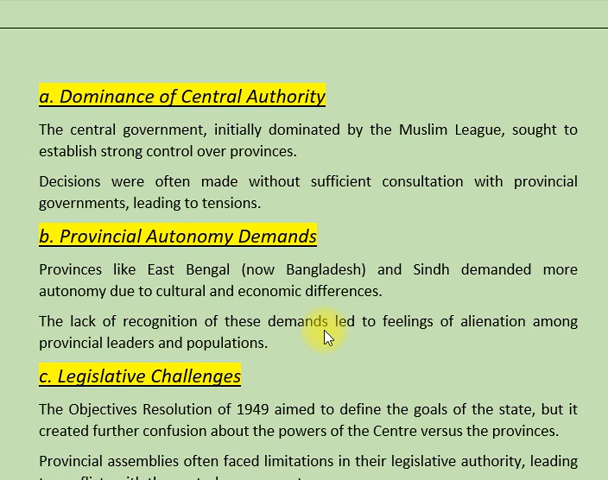 a. Dominance of Central Authority
The central government, initially dominated by the Muslim League, sought to
establish strong control over provinces.
Decisions were often made without sufficient consultation with provincial
governments, leading to tensions.
b. Provincial Autonomy Demands
Provinces like East Bengal (now Bangladesh) and Sindh demanded more
autonomy due to cultural and economic differences.
The lack of recognition of these demands led to feelings of alienation among
provincial leaders and populations.
c. Legislative Challenges
The Objectives Resolution of 1949 aimed to define the goals of the state, but it
created further confusion about the powers of the Centre versus the provinces.
Provincial assemblies often faced limitations in their legislative authority, leading